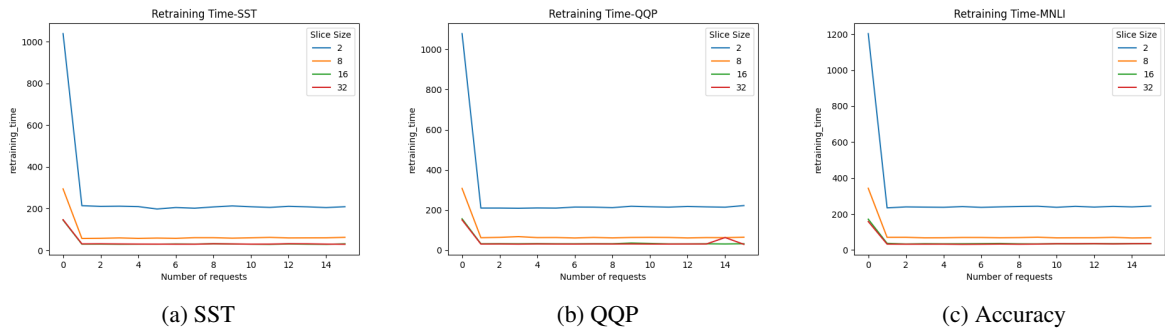 Retraining Time-SST
retraining_time
1000
800
600
400
200
0
0 2 4 6 8 10 12 14
Number of requests
Slice Size
2
8
16
32
(a) SST
Retraining Time-QQP
retraining_time
1000
800
600
400
200
0
0 2 4 6 8 10 12 14
Number of requests
Slice Size
2
8
16
32
(b) QQP
Retraining Time-MNLI
retraining_time
1200
1000
800
600
400
200
0
0 2 4 6 8 10 12 14
Number of requests
Slice Size
2
8
16
32
(c) Accuracy